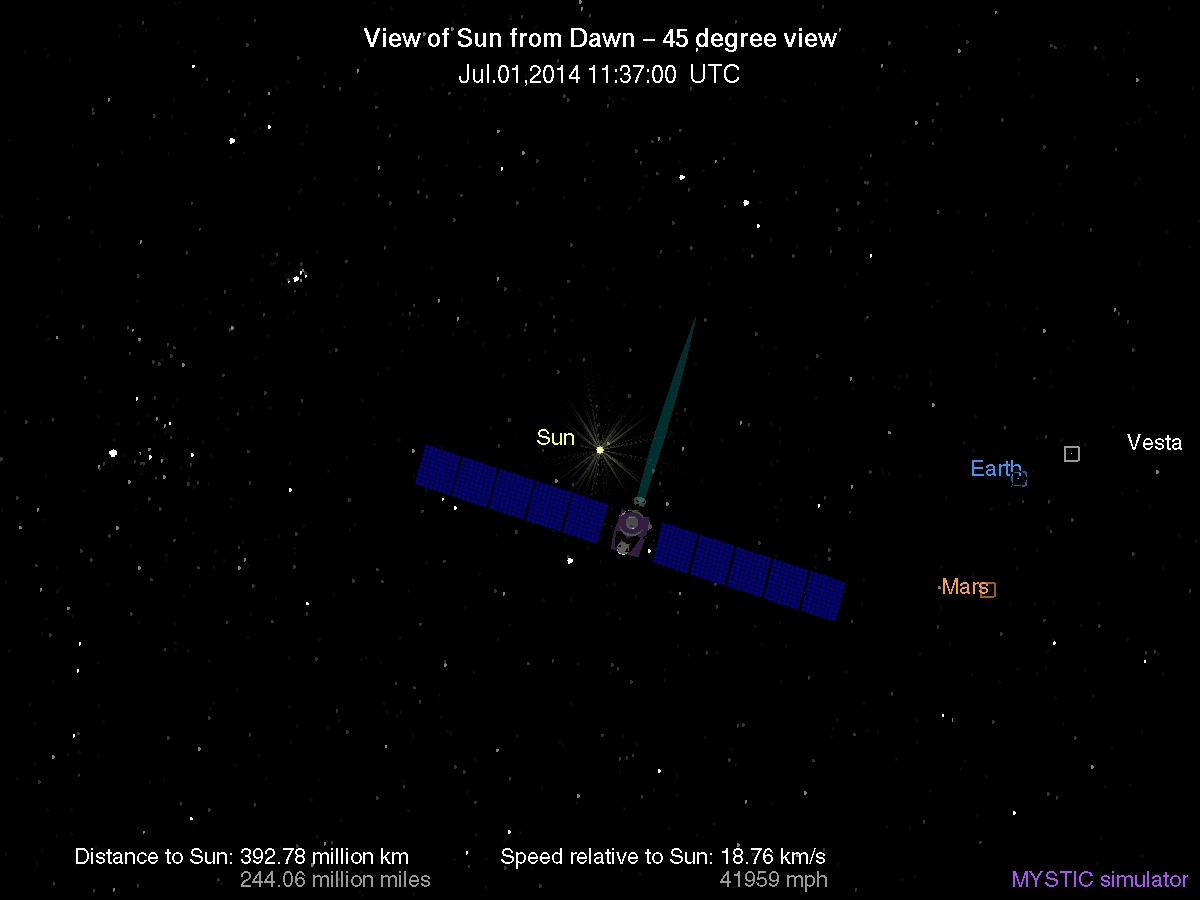 View of Sun from Dawn – 45 degree view
Jul.01,2014 11:37:00 UTC
Sun
Vesta
Earth
Mars
Distance to Sun: 392.78 million km
244.06 million miles
Speed relative to Sun: 18.76 km/s
41959 mph
MYSTIC simulator